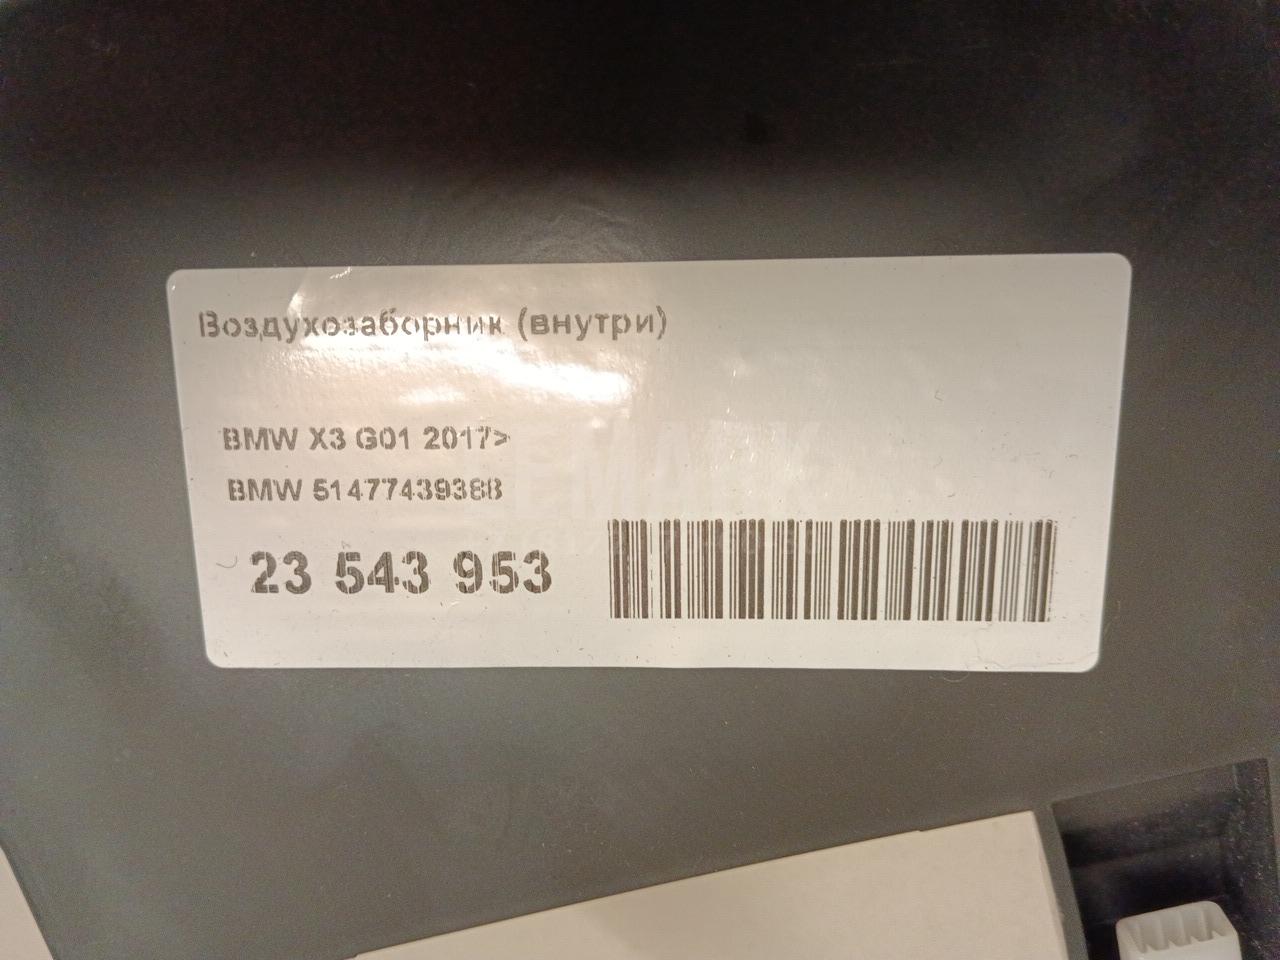 Воздухозаборник (внутри)
BMW X3 G01 2017>
BMW 51477439388
23 543 953